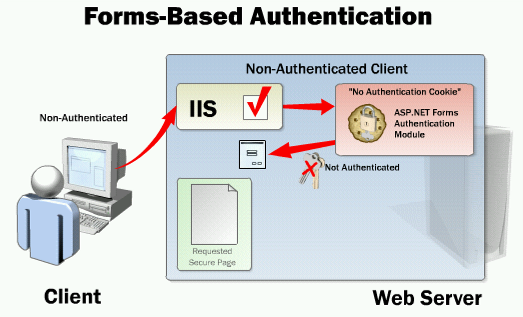 Forms-Based Authentication
Non-Authenticated Client
"No Authentication Cookie"
IIS
ASP.NET Forms
Authentication
Module
Non-Authenticated
Not Authenticated
Requested
Secure Page
Client
Web Server